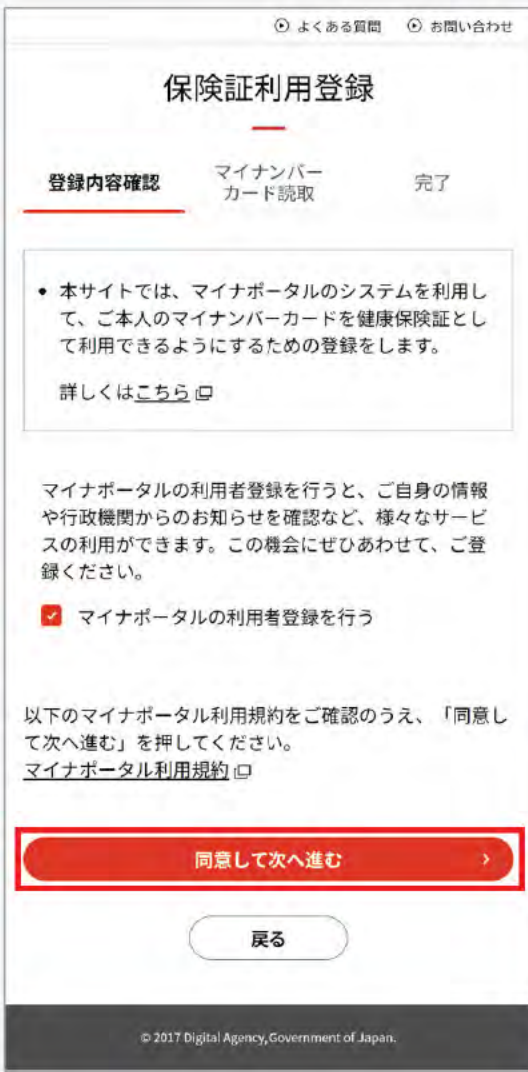 よくある質問 お問い合わせ
保険証利用登録
登録内容確認
マイナンバー
カード読取
完了
• 本サイトでは、マイナポータルのシステムを利用し
て、ご本人のマイナンバーカードを健康保険証とし
て利用できるようにするための登録をします。
詳しくはこちら
マイナポータルの利用者登録を行うと、ご自身の情報
や行政機関からのお知らせを確認など、様々なサービ
スの利用ができます。この機会にぜひあわせて、ご登
録ください。
マイナポータルの利用者登録を行う
以下のマイナポータル利用規約をご確認のうえ、「同意し
て次へ進む」を押してください。
マイナポータル利用規約
同意して次へ進む
戻る
© 2017 Digital Agency,Government of Japan.